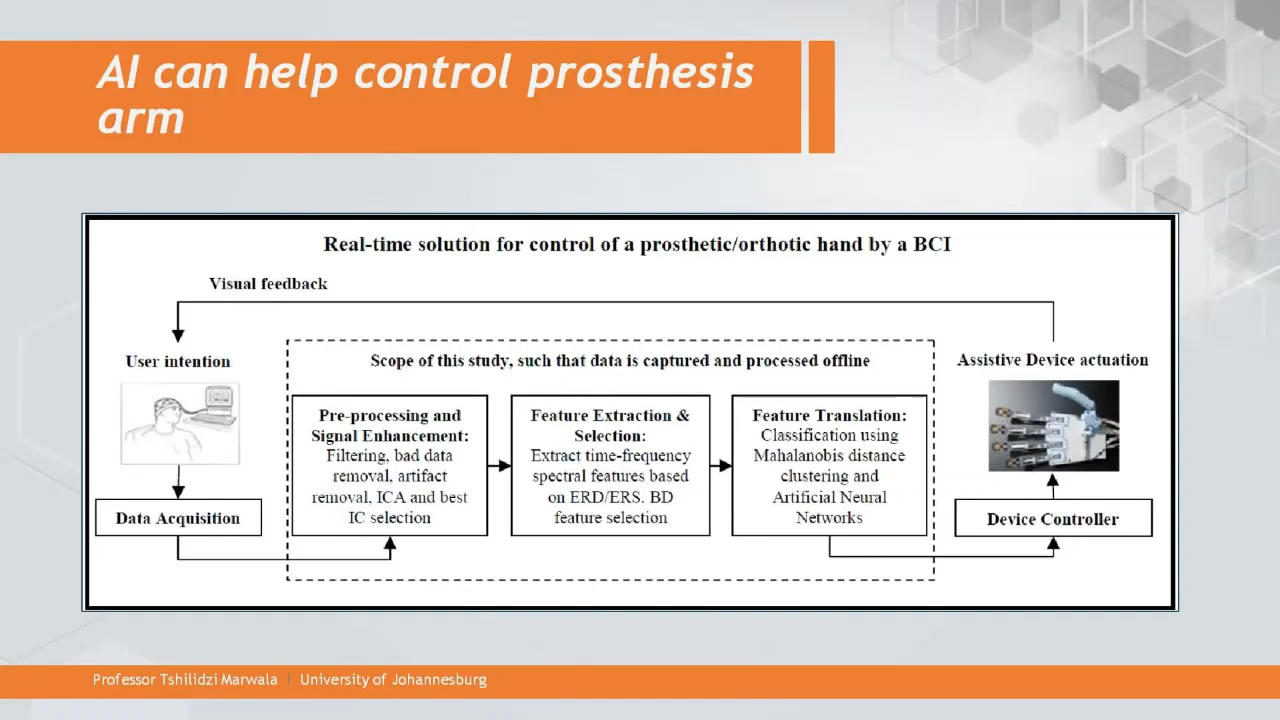 AI can help control prosthesis
arm
Real-time solution for control of a prosthetic/orthotic hand by a BCI
Visual feedback
User intention
Scope of this study, such that data is captured and processed offline
Assistive Device actuation
Pre-processing and
Signal Enhancement:
Filtering, bad data
removal, artifact
removal, ICA and best
IC selection
Feature Extraction &
Selection:
Extract time-frequency
spectral features based
on ERD/ERS. BD
feature selection
Feature Translation:
Classification using
Mahalanobis distance
clustering and
Artificial Neural
Networks
Data Acquisition
Device Controller
Professor Tshilidzi Marwala | University of Johannesburg